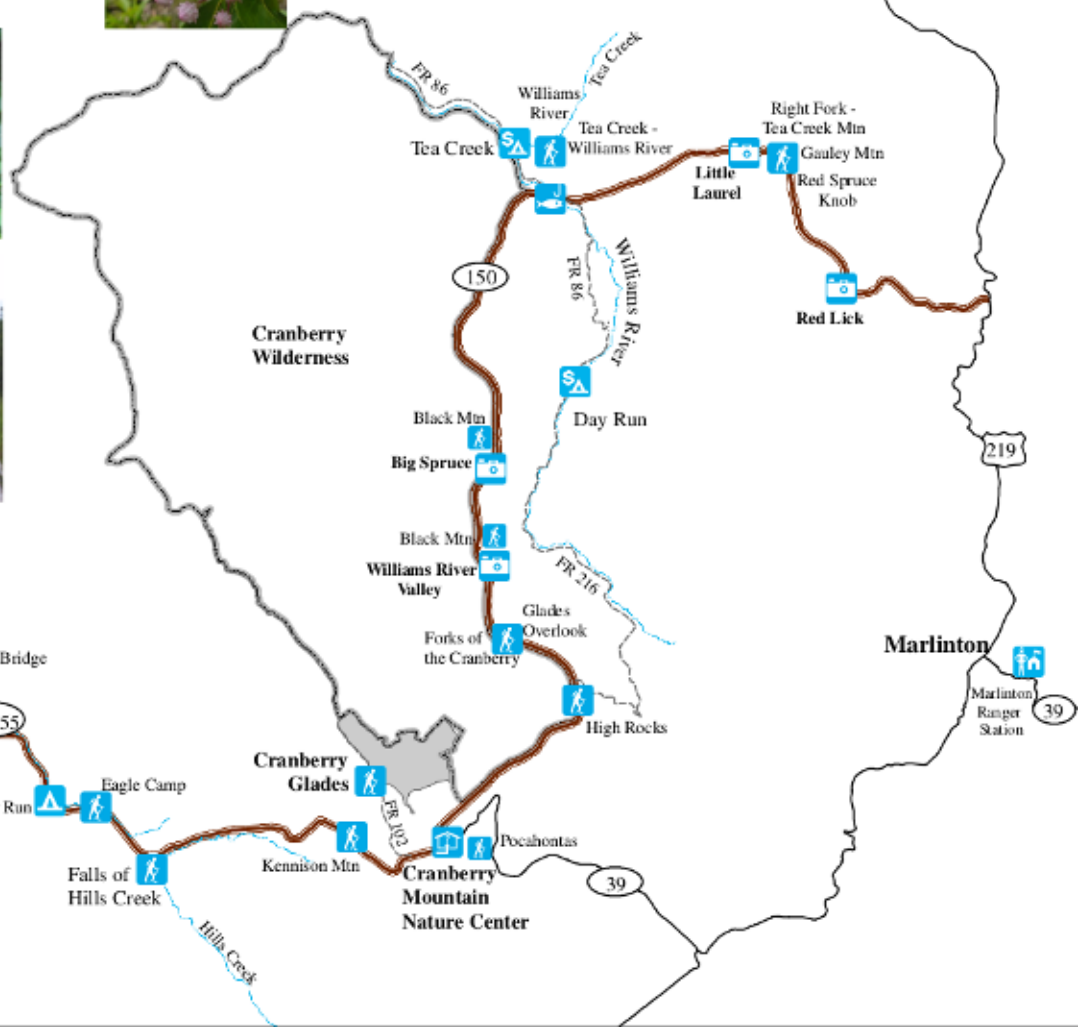 FR 86
Tea Creek
Williams
River
Tea Creek
Tea Creek -
Williams River
Right Fork -
Tea Creek Mtn
Gauley Mtn
Red Spruce
Knob
Little
Laurel
150
FR 86
Williams River
Red Lick
Cranberry
Wilderness
S
S
Day Run
Black Mtn
Big Spruce
219
Black Mtn
Williams River
Valley
FR 216
Glades
Overlook
Forks of
the Cranberry
Marlinton
Marlinton
Ranger
Station
39
Bridge
55
High Rocks
Cranberry
Glades
FR 102
Run
Eagle Camp
Kennison Mtn
Pocahontas
Cranberry
Mountain
Nature Center
39
Falls of
Hills Creek
Hills Creek